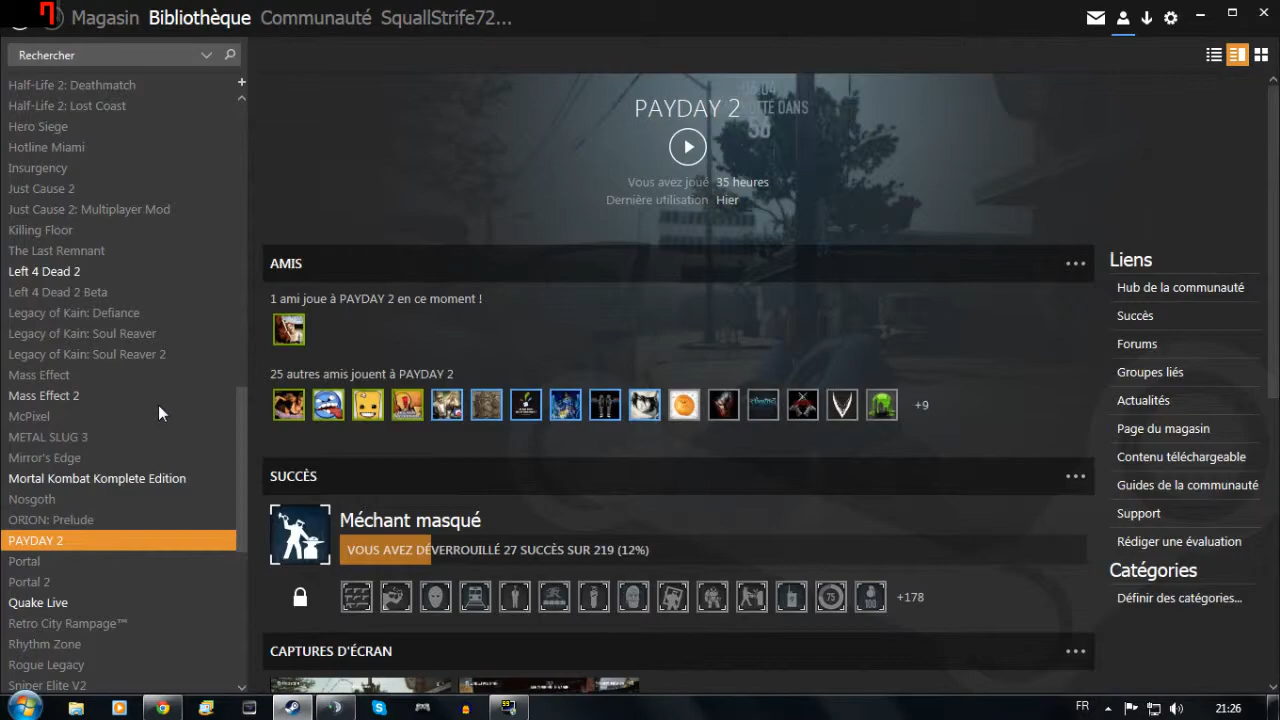 Magasin Bibliothèque Communauté SquallStrife72...
Rechercher
Half-Life 2: Deathmatch
Half-Life 2: Lost Coast
Hero Siege
Hotline Miami
Insurgency
Just Cause 2
Just Cause 2: Multiplayer Mod
Killing Floor
The Last Remnant
Left 4 Dead 2
Left 4 Dead 2 Beta
Legacy of Kain: Defiance
Legacy of Kain: Soul Reaver
Legacy of Kain: Soul Reaver 2
Mass Effect
Mass Effect 2
McPixel
METAL SLUG 3
Mirror's Edge
Mortal Kombat Komplete Edition
Nosgoth
ORION: Prelude
PAYDAY 2
Portal
Portal 2
Quake Live
Retro City Rampage™
Rhythm Zone
Rogue Legacy
Sniper Elite V2
PAYDAY 2
DANS
56
Vous avez joué 35 heures
Dernière utilisation Hier
AMIS
1 ami joue à PAYDAY 2 en ce moment !
25 autres amis jouent à PAYDAY 2
+9
SUCCÈS
Méchant masqué
VOUS AVEZ DÉVERROUILLÉ 27 SUCCÈS SUR 219 (12%)
75
100
+178
CAPTURES D'ÉCRAN
Liens
Hub de la communauté
Succès
Forums
Groupes liés
Actualités
Page du magasin
Contenu téléchargeable
Guides de la communauté
Support
Rédiger une évaluation
Catégories
Définir des catégories...
FR
21:26